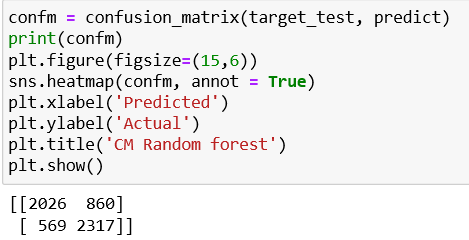 confm = confusion_matrix(target_test, predict)
print(confm)
plt.figure(figsize=(15,6))
sns.heatmap(confm, annot = True)
plt.xlabel('Predicted')
plt.ylabel('Actual')
plt.title('CM Random forest')
plt.show()
[[2026  860]
 [ 569 2317]]